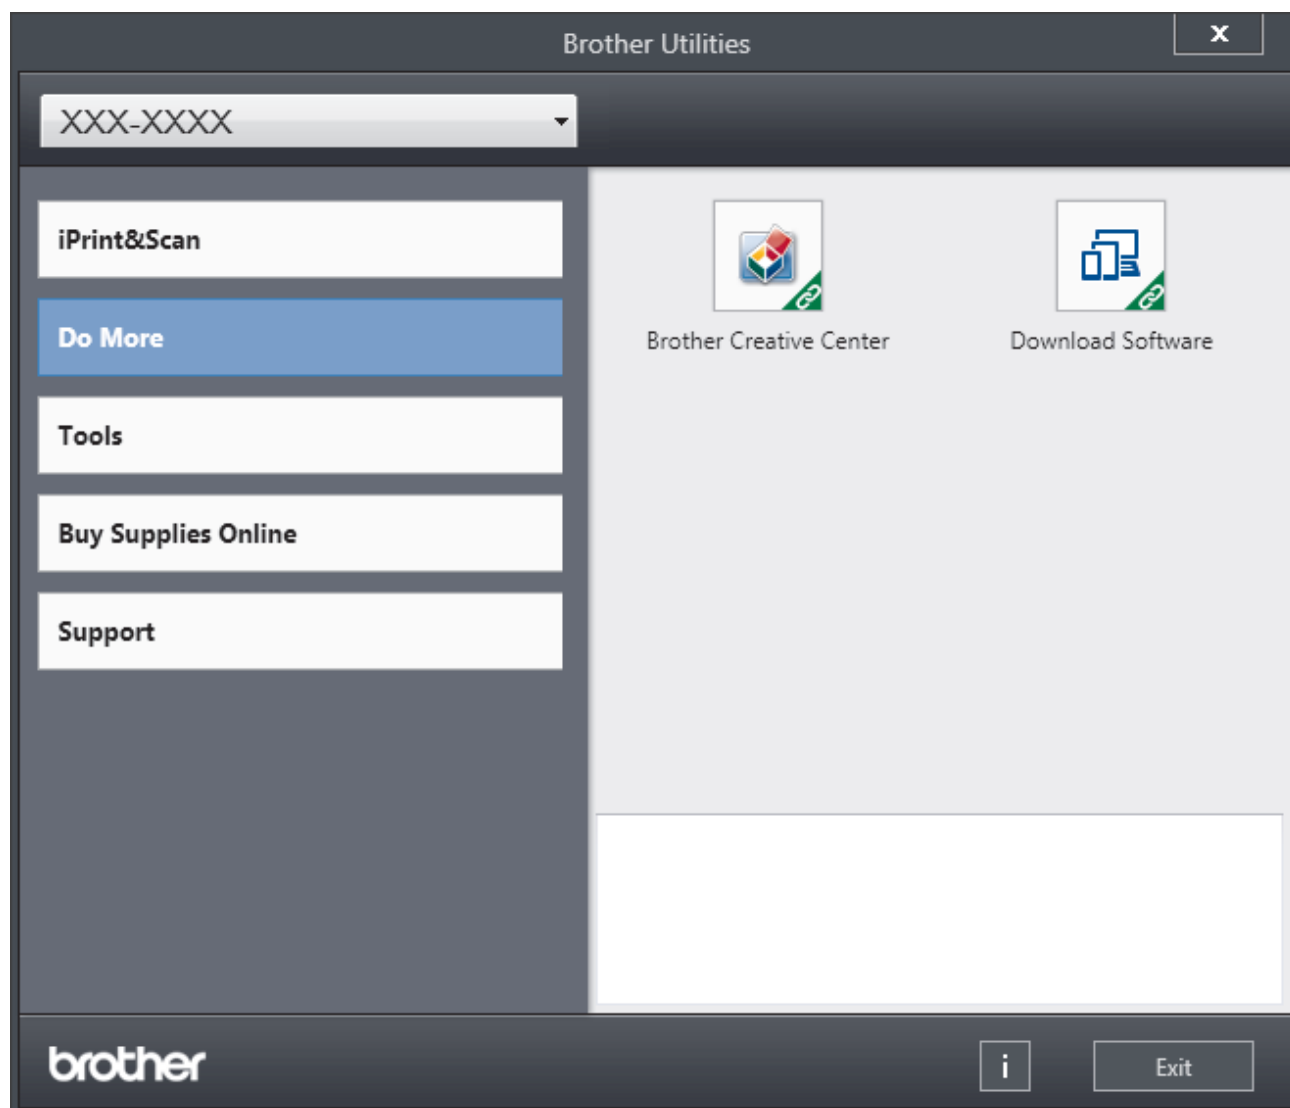 Brother Utilities
X
XXX-XXXX
iPrint&Scan
Do More
Tools
Buy Supplies Online
Support
Brother Creative Center
Download Software
brother
i
Exit